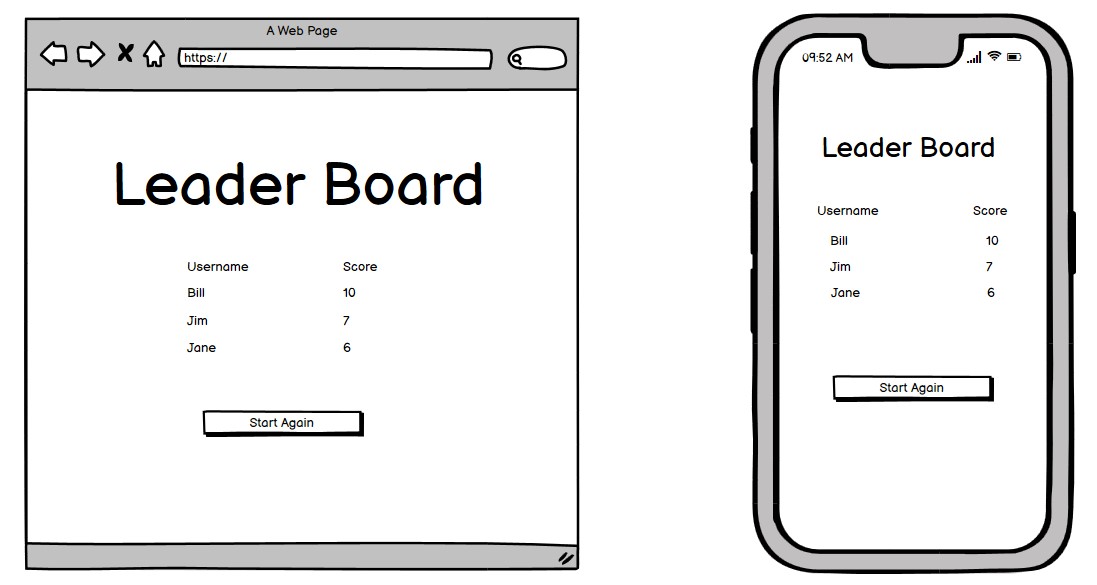 A Web Page
https://
Leader Board
Username Score
Bill 10
Jim 7
Jane 6
Start Again
09:52 AM
Leader Board
Username Score
Bill 10
Jim 7
Jane 6
Start Again